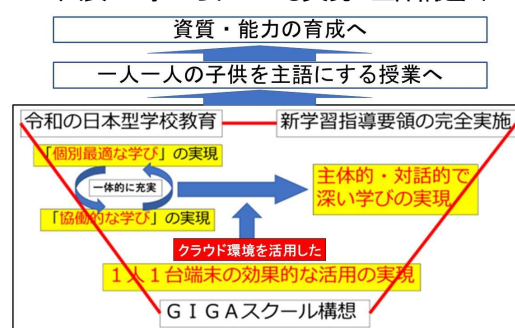 資質・能力の育成へ
一人一人の子供を主語にする授業へ
令和の日本型学校教育
新学習指導要領の完全実施
「個別最適な学び」の実現
一体的に充実
「協働的な学び」の実現
主体的・対話的で
深い学びの実現
クラウド環境を活用した
1人1台端末の効果的な活用の実現
GIGAスクール構想